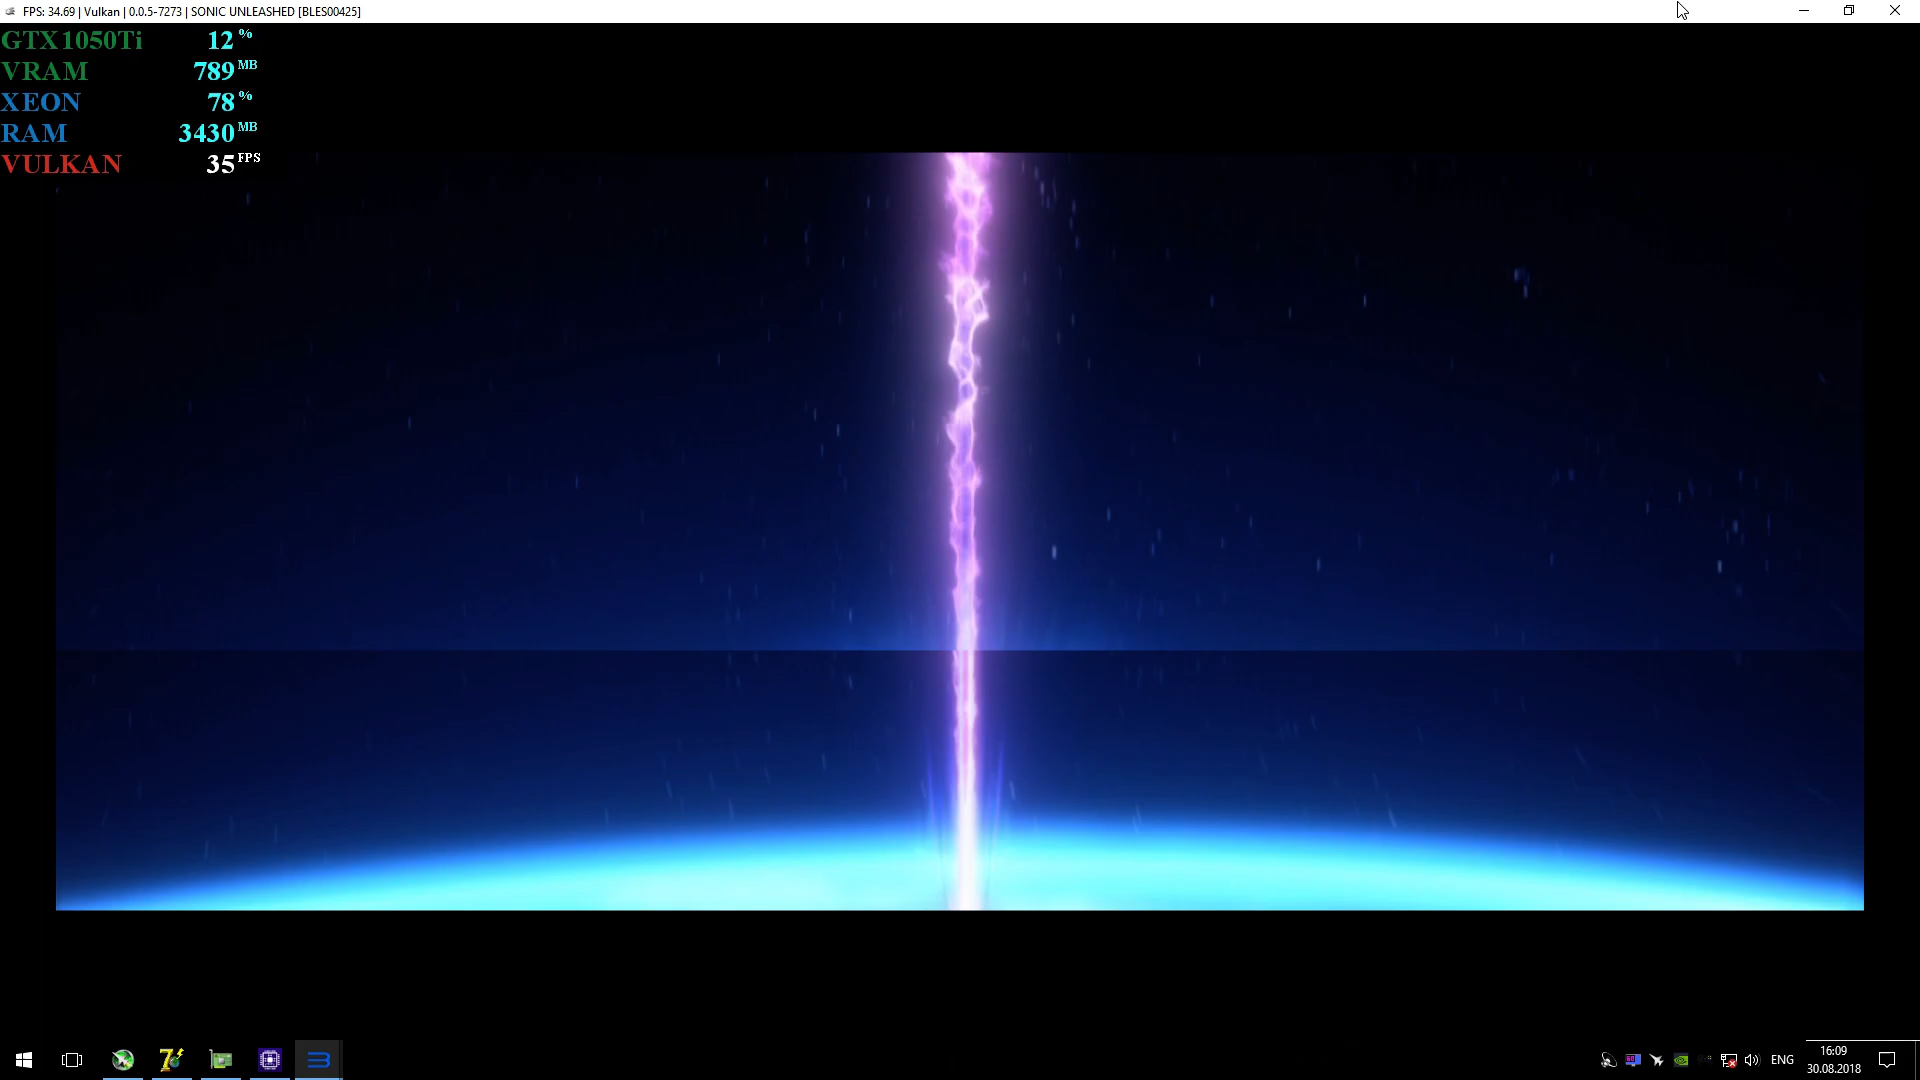 FPS: 34.69 | Vulkan | 0.0.5-7273 | SONIC UNLEASHED [BLES00425]
GTX1050Ti 12 %
VRAM 789 MB
XEON 78 %
RAM 3430 MB
VULKAN 35 FPS
ENG
16:09
30.08.2018